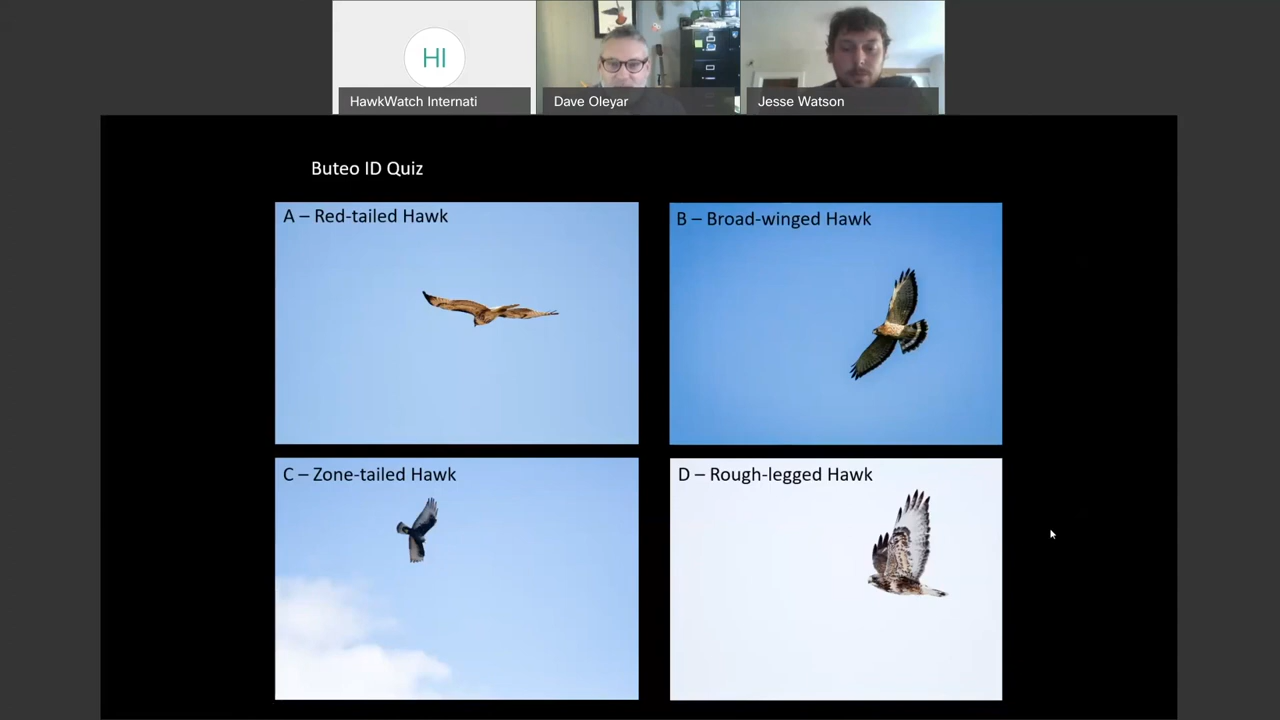 HI
HawkWatch Internati
Dave Oleyar
Jesse Watson
Buteo ID Quiz
A – Red-tailed Hawk
B – Broad-winged Hawk
C – Zone-tailed Hawk
D – Rough-legged Hawk